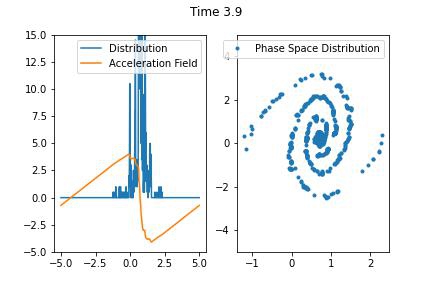 Time 3.9
Distribution
Acceleration Field
15.0
12.5
10.0
7.5
5.0
2.5
0.0
−2.5
−5.0
−5.0 −2.5 0.0 2.5 5.0
Phase Space Distribution
4
2
0
−2
−4
−1 0 1 2